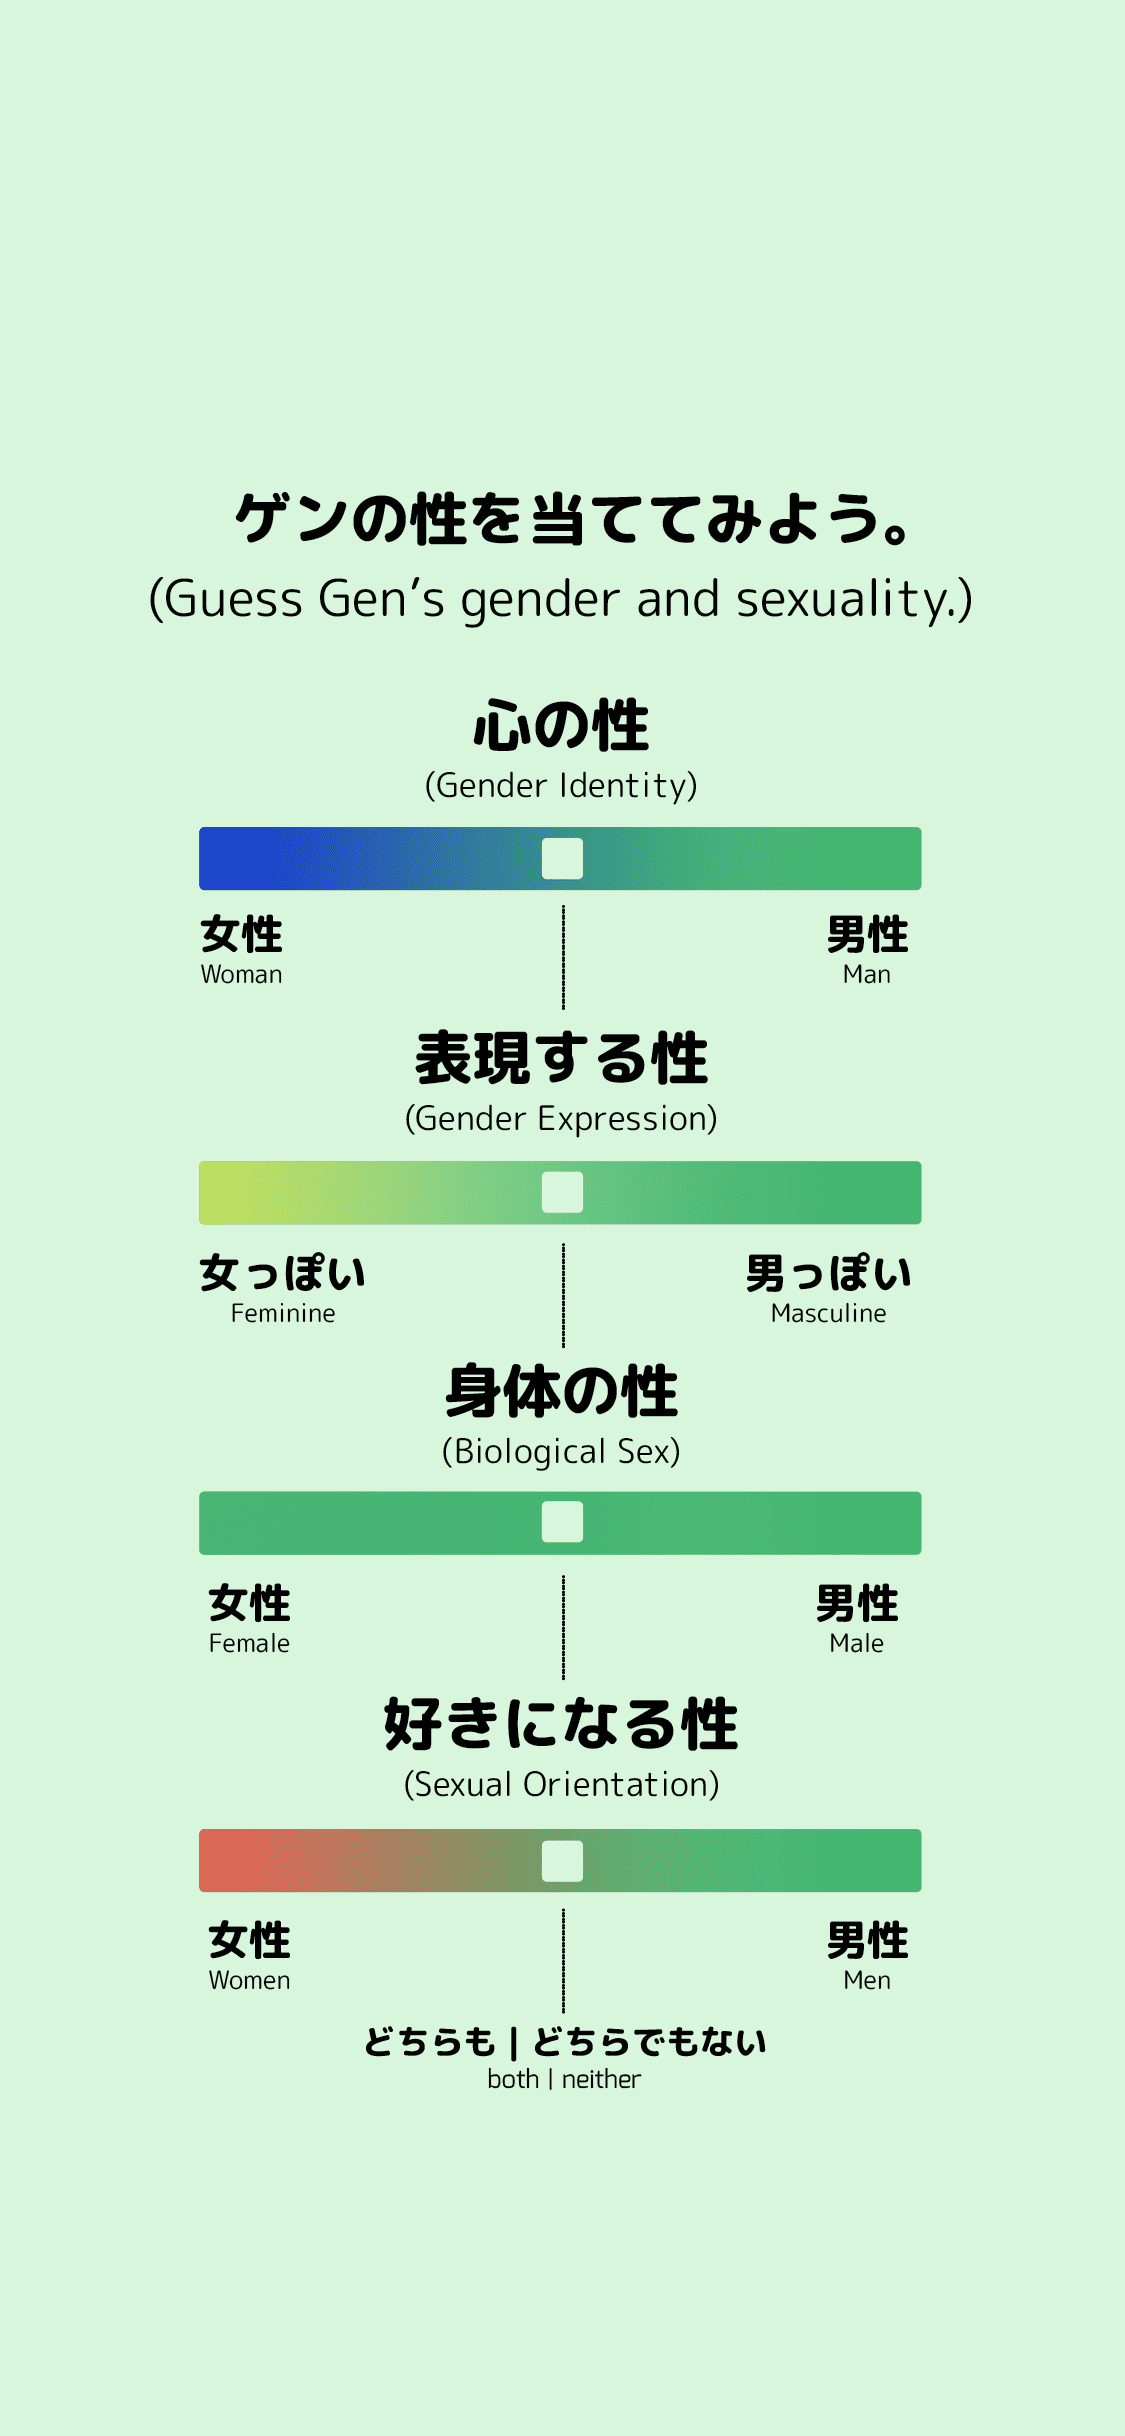 ゲンの性を当ててみよう。
(Guess Gen’s gender and sexuality.)
心の性
(Gender Identity)
女性 男性
Woman Man
表現する性
(Gender Expression)
女っぽい 男っぽい
Feminine Masculine
身体の性
(Biological Sex)
女性 男性
Female Male
好きになる性
(Sexual Orientation)
女性 男性
Women Men
どちらも | どちらでもない
both | neither